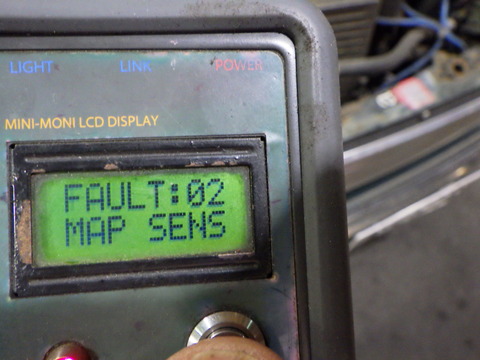 LIGHT LINK POWER
MINI-MONI LCD DISPLAY
FAULT:02
MAP SENS